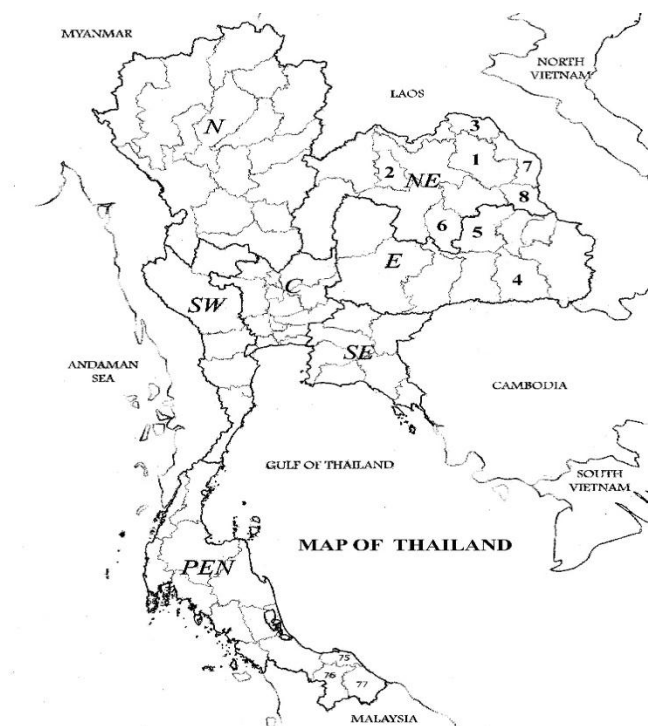 MYANMAR
NORTH
VIETNAM
LAOS
N
3
1
2
7
NE
8
6
5
E
4
C
SW
SE
ANDAMAN
SEA
CAMBODIA
GULF OF THAILAND
SOUTH
VIETNAM
MAP OF THAILAND
PEN
75
76
77
MALAYSIA